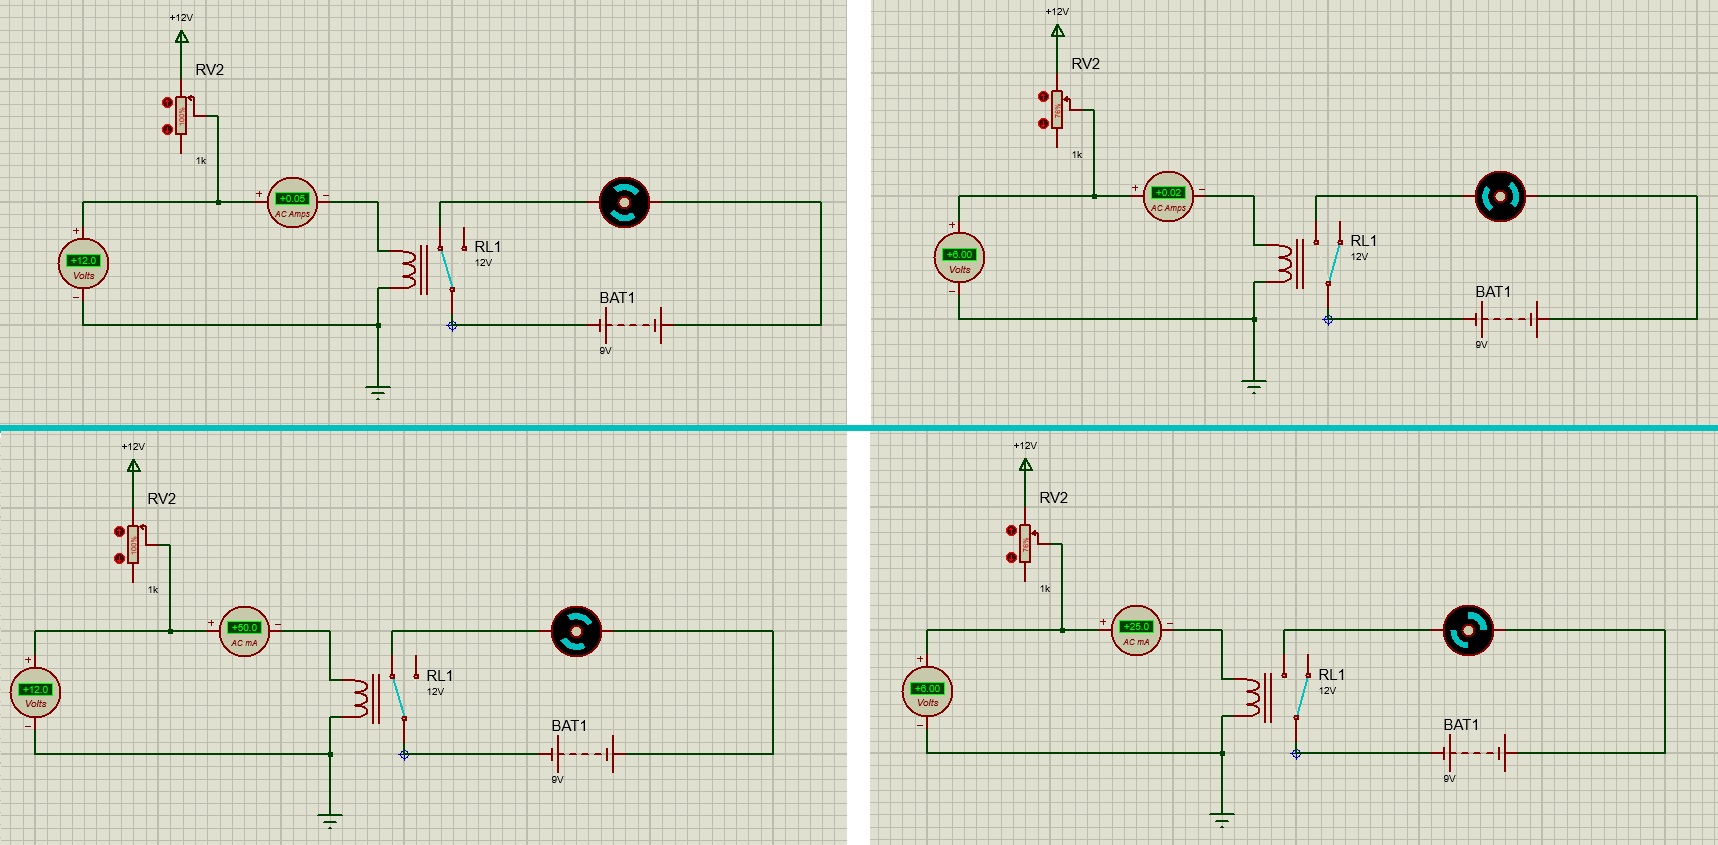 +12V
RV2
100%
1k
+
+0.05
AC Amps
−
+
+12.0
Volts
−
RL1
12V
BAT1
9V
+12V
RV2
76%
1k
+
+0.02
AC Amps
−
+
+6.00
Volts
−
RL1
12V
BAT1
9V
+12V
RV2
100%
1k
+
+50.0
AC mA
−
+
+12.0
Volts
−
RL1
12V
BAT1
9V
+12V
RV2
76%
1k
+
+25.0
AC mA
−
+
+6.00
Volts
−
RL1
12V
BAT1
9V